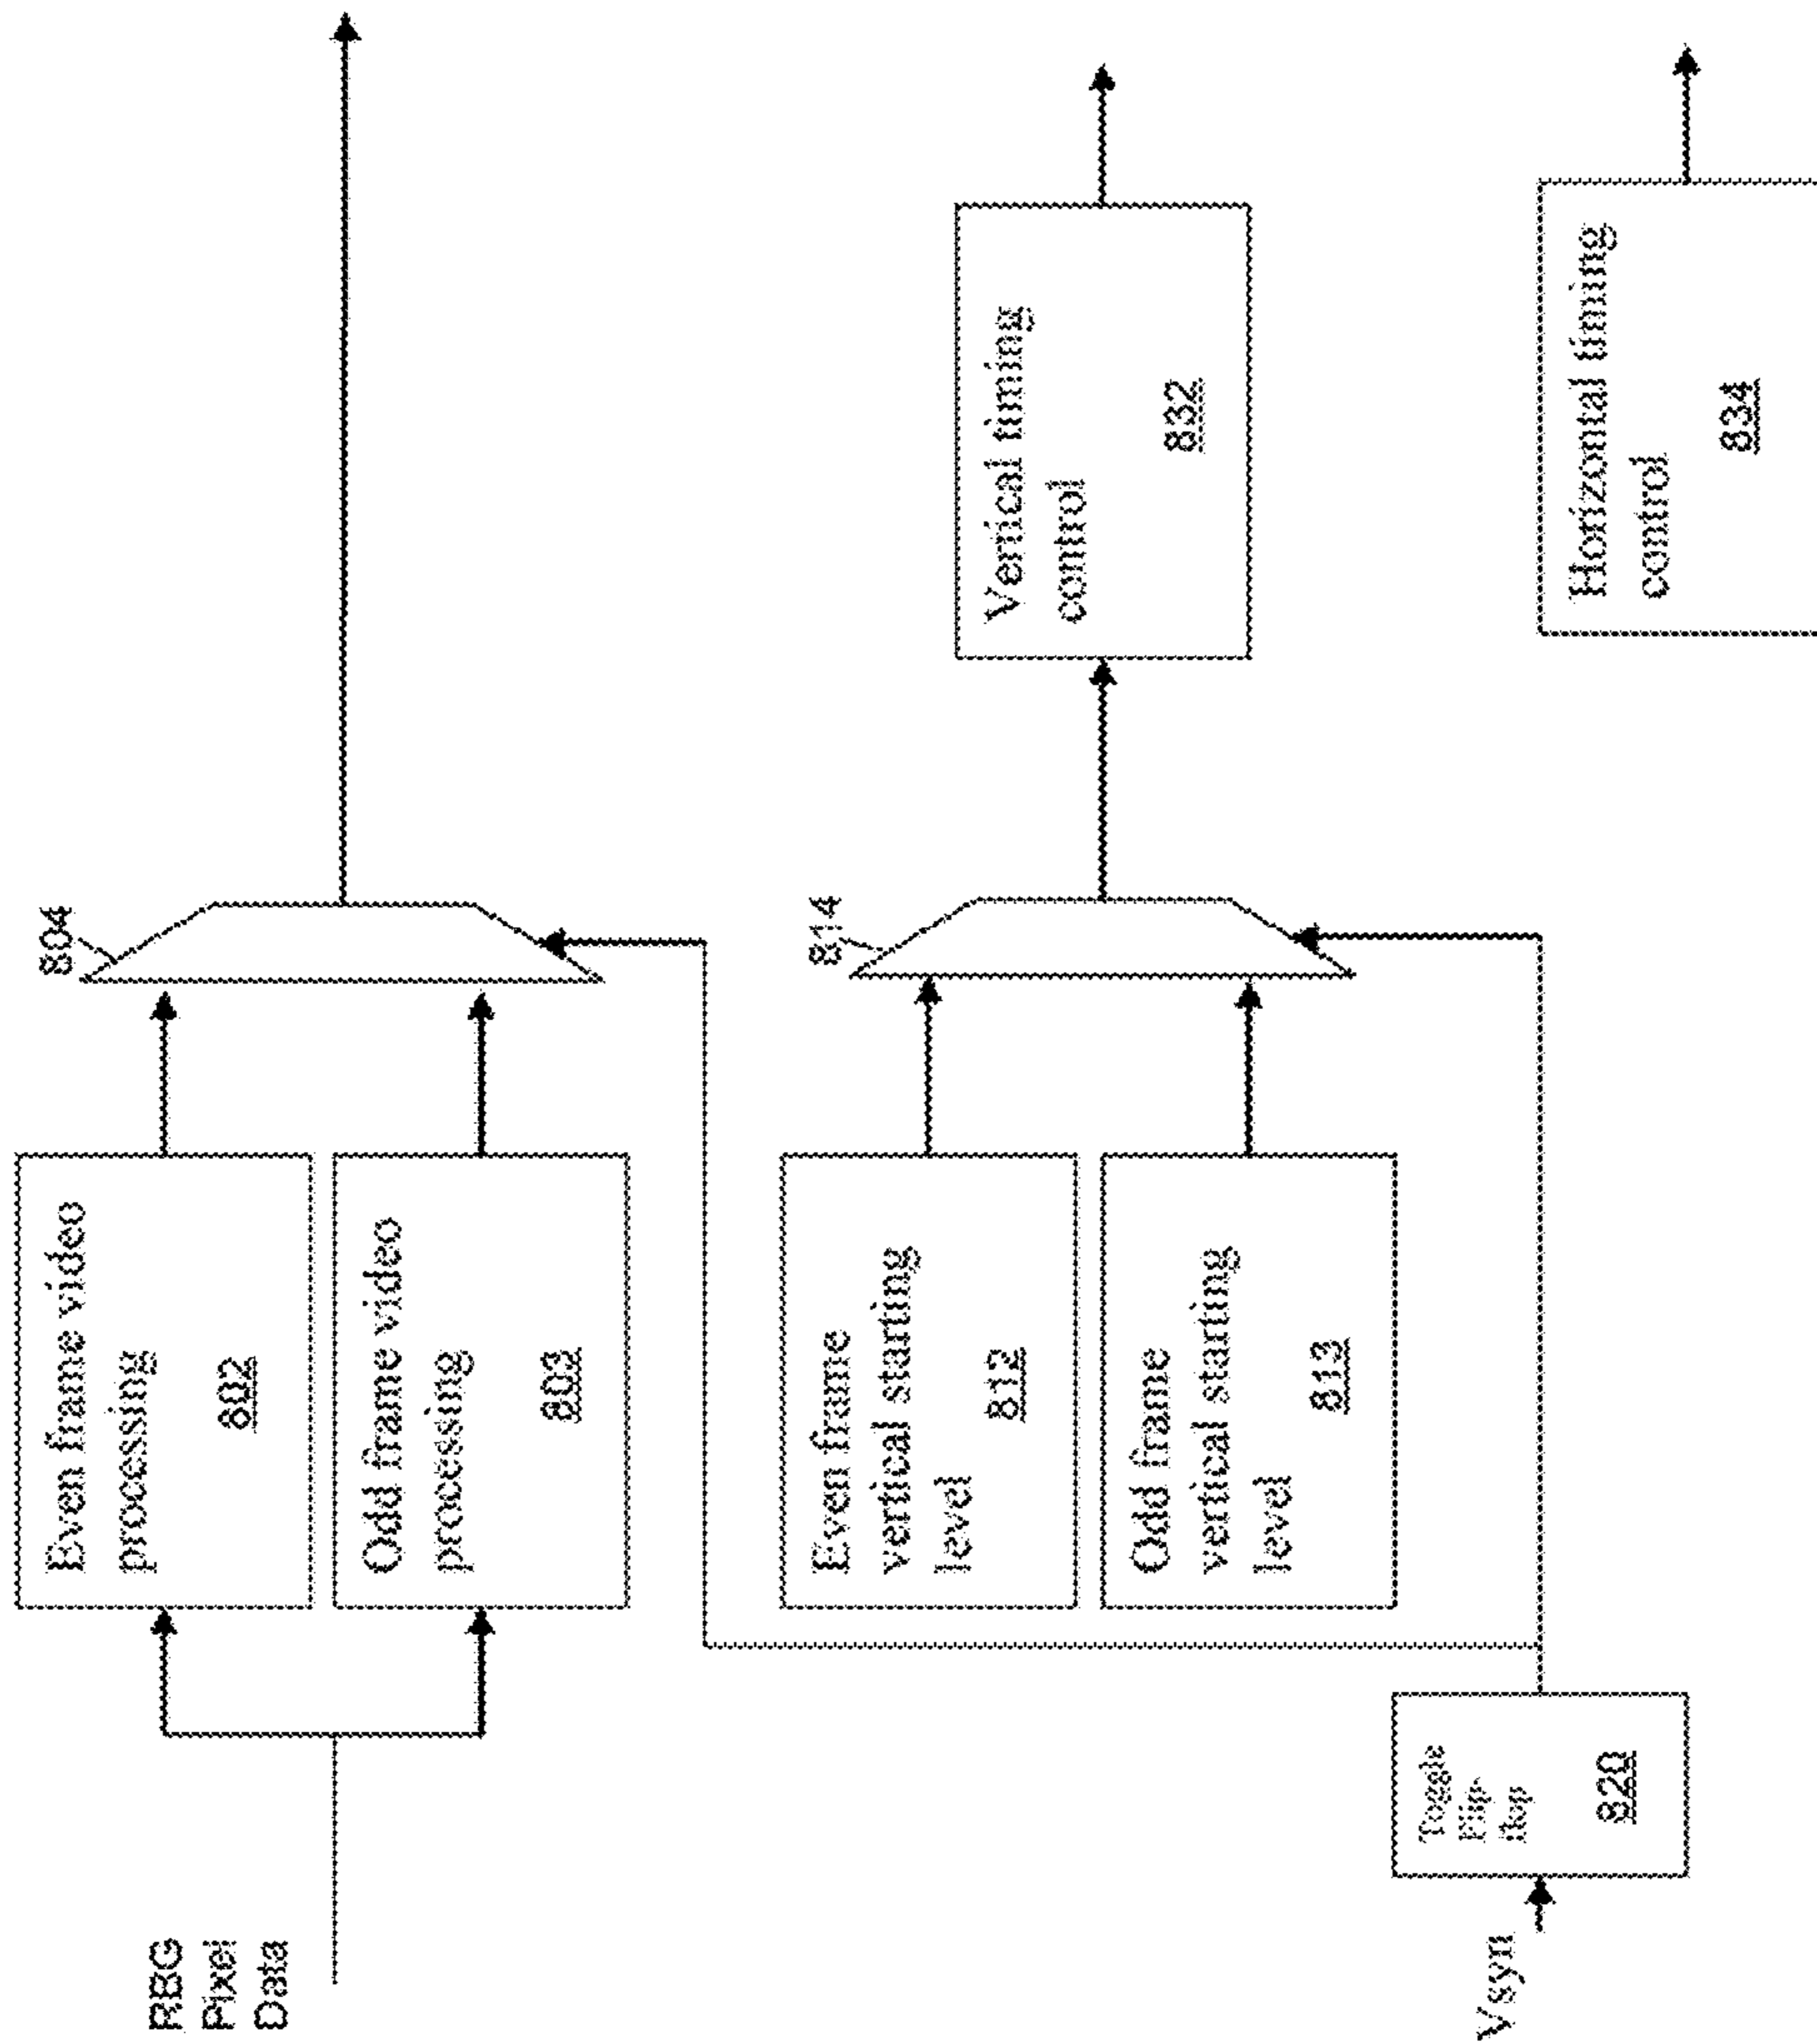 RBG
Pixel
Data
Even frame video
processing
802
Odd frame video
processing
803
804
Even frame
vertical starting
level
812
Odd frame
vertical starting
level
813
814
Vsyn
Toggle
Flip-
flop
820
Vertical timing
control
832
Horizontal timing
control
834